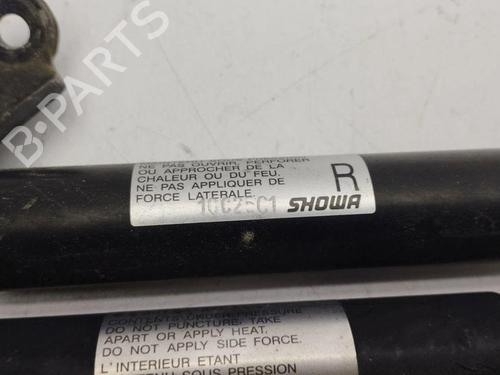 B-PARTS
NE PAS OUVRIR, PERFORER
OU APPROCHER DE LA
CHALEUR OU DU FEU.
NE PAS APPLIQUER DE
FORCE LATERALE.
R
SHOWA
CONTENTS UNDER PRESSURE
DO NOT PUNCTURE, TAKE
APART OR APPLY HEAT.
DO NOT APPLY SIDE FORCE.
L'INTERIEUR ETANT
SOUS PRESSION